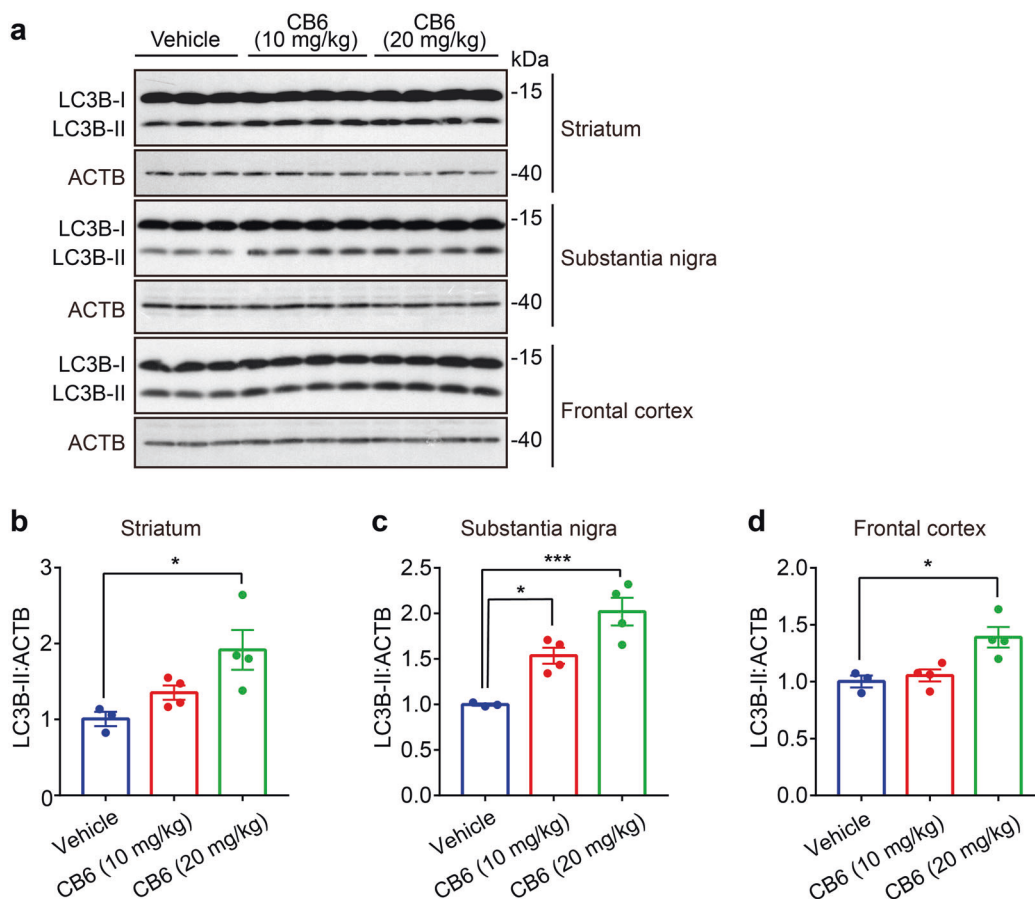 a
Vehicle
CB6
(10 mg/kg)
CB6
(20 mg/kg)
kDa
LC3B-I
LC3B-II
-15
ACTB
-40
Striatum
LC3B-I
LC3B-II
-15
ACTB
-40
Substantia nigra
LC3B-I
LC3B-II
-15
ACTB
-40
Frontal cortex
b
Striatum
LC3B-II:ACTB
3
2
1
0
*
Vehicle
CB6 (10 mg/kg)
CB6 (20 mg/kg)
c
Substantia nigra
LC3B-II:ACTB
2.5
2.0
1.5
1.0
0.5
0.0
***
*
Vehicle
CB6 (10 mg/kg)
CB6 (20 mg/kg)
d
Frontal cortex
LC3B-II:ACTB
2.0
1.5
1.0
0.5
0.0
*
Vehicle
CB6 (10 mg/kg)
CB6 (20 mg/kg)